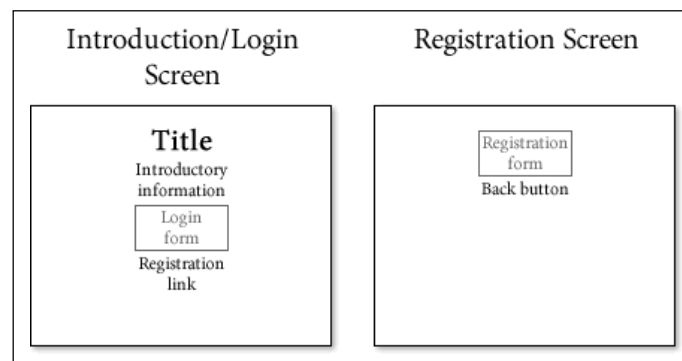 Introduction/Login
Screen
Title
Introductory
information
Login
form
Registration
link
Registration Screen
Registration
form
Back button